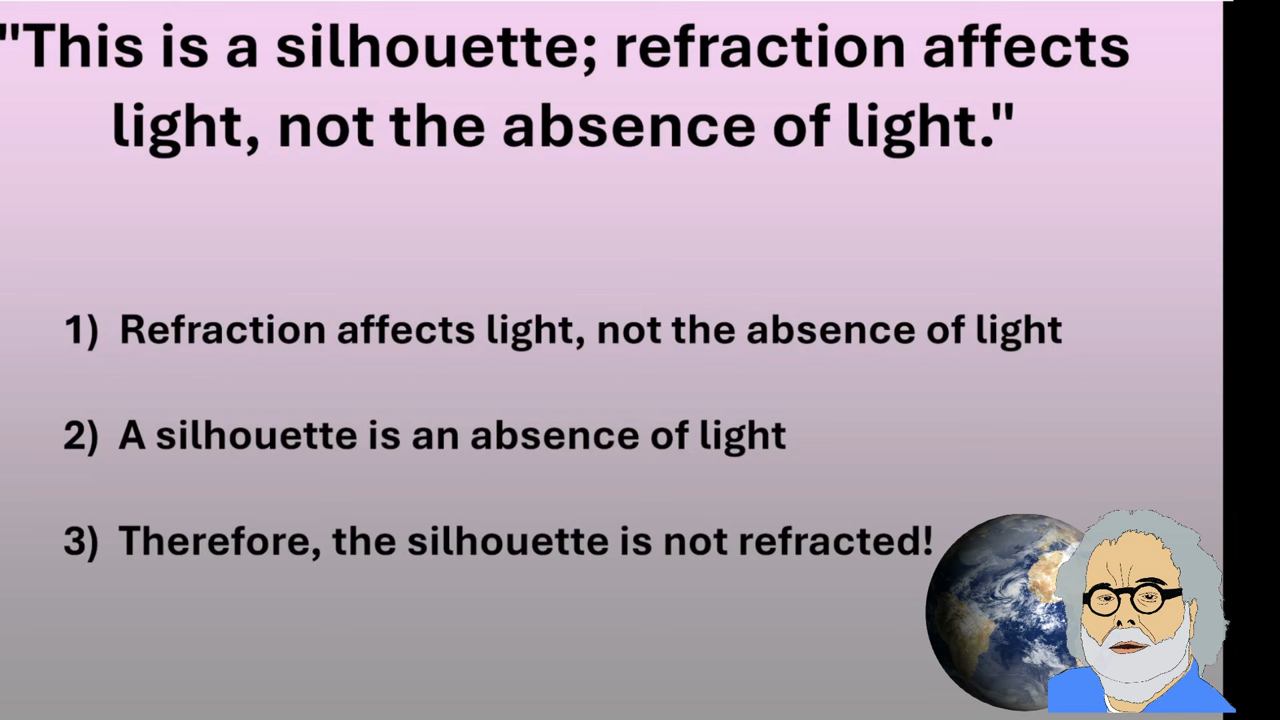 "This is a silhouette; refraction affects
light, not the absence of light."
1) Refraction affects light, not the absence of light
2) A silhouette is an absence of light
3) Therefore, the silhouette is not refracted!